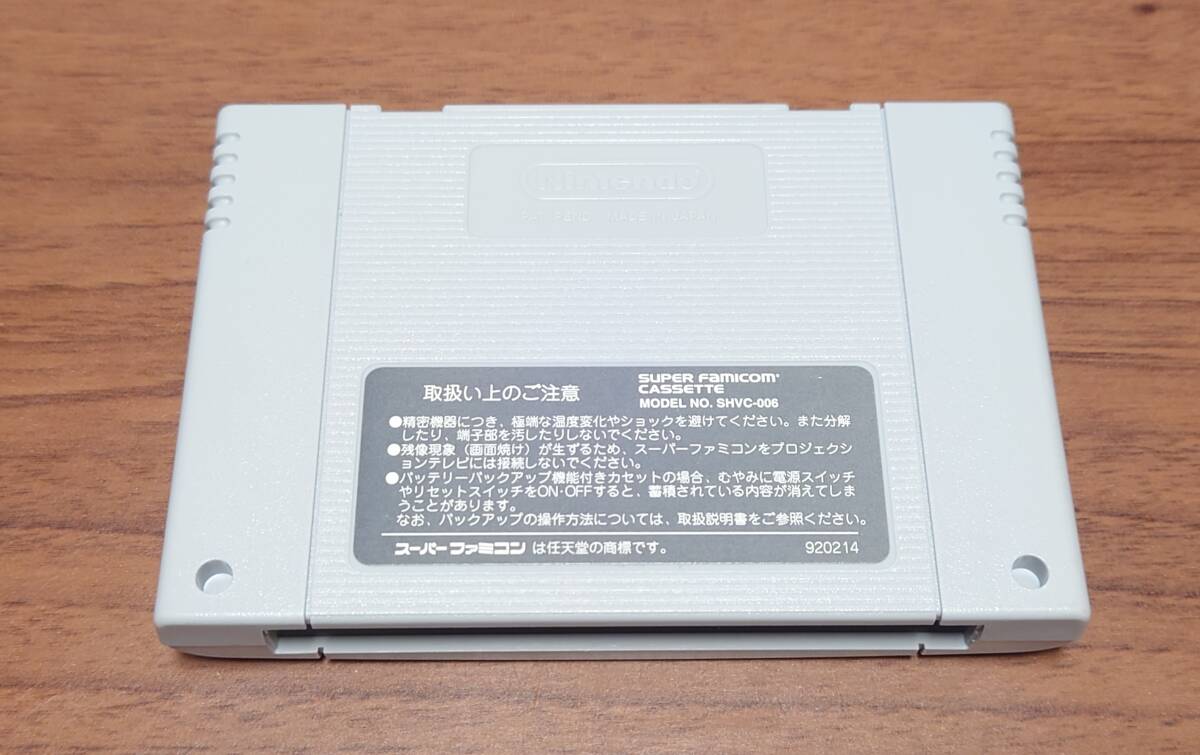 Nintendo
PAT. PEND. MADE IN JAPAN
取扱い上のご注意
SUPER Famicom
CASSETTE
MODEL NO. SHVC-006
●精密機器につき、極端な温度変化やショックを避けてください。また分解
したり、端子部を汚したりしないでください。
●残像現象（画面焼け）が生ずるため、スーパーファミコンをプロジェクシ
ョンテレビには接続しないでください。
●バッテリーバックアップ機能付きカセットの場合、むやみに電源スイッチ
やリセットスイッチをON・OFFすると、蓄積されている内容が消えてしま
うことがあります。
なお、バックアップの操作方法については、取扱説明書をご参照ください。
スーパーファミコン は任天堂の商標です。
920214